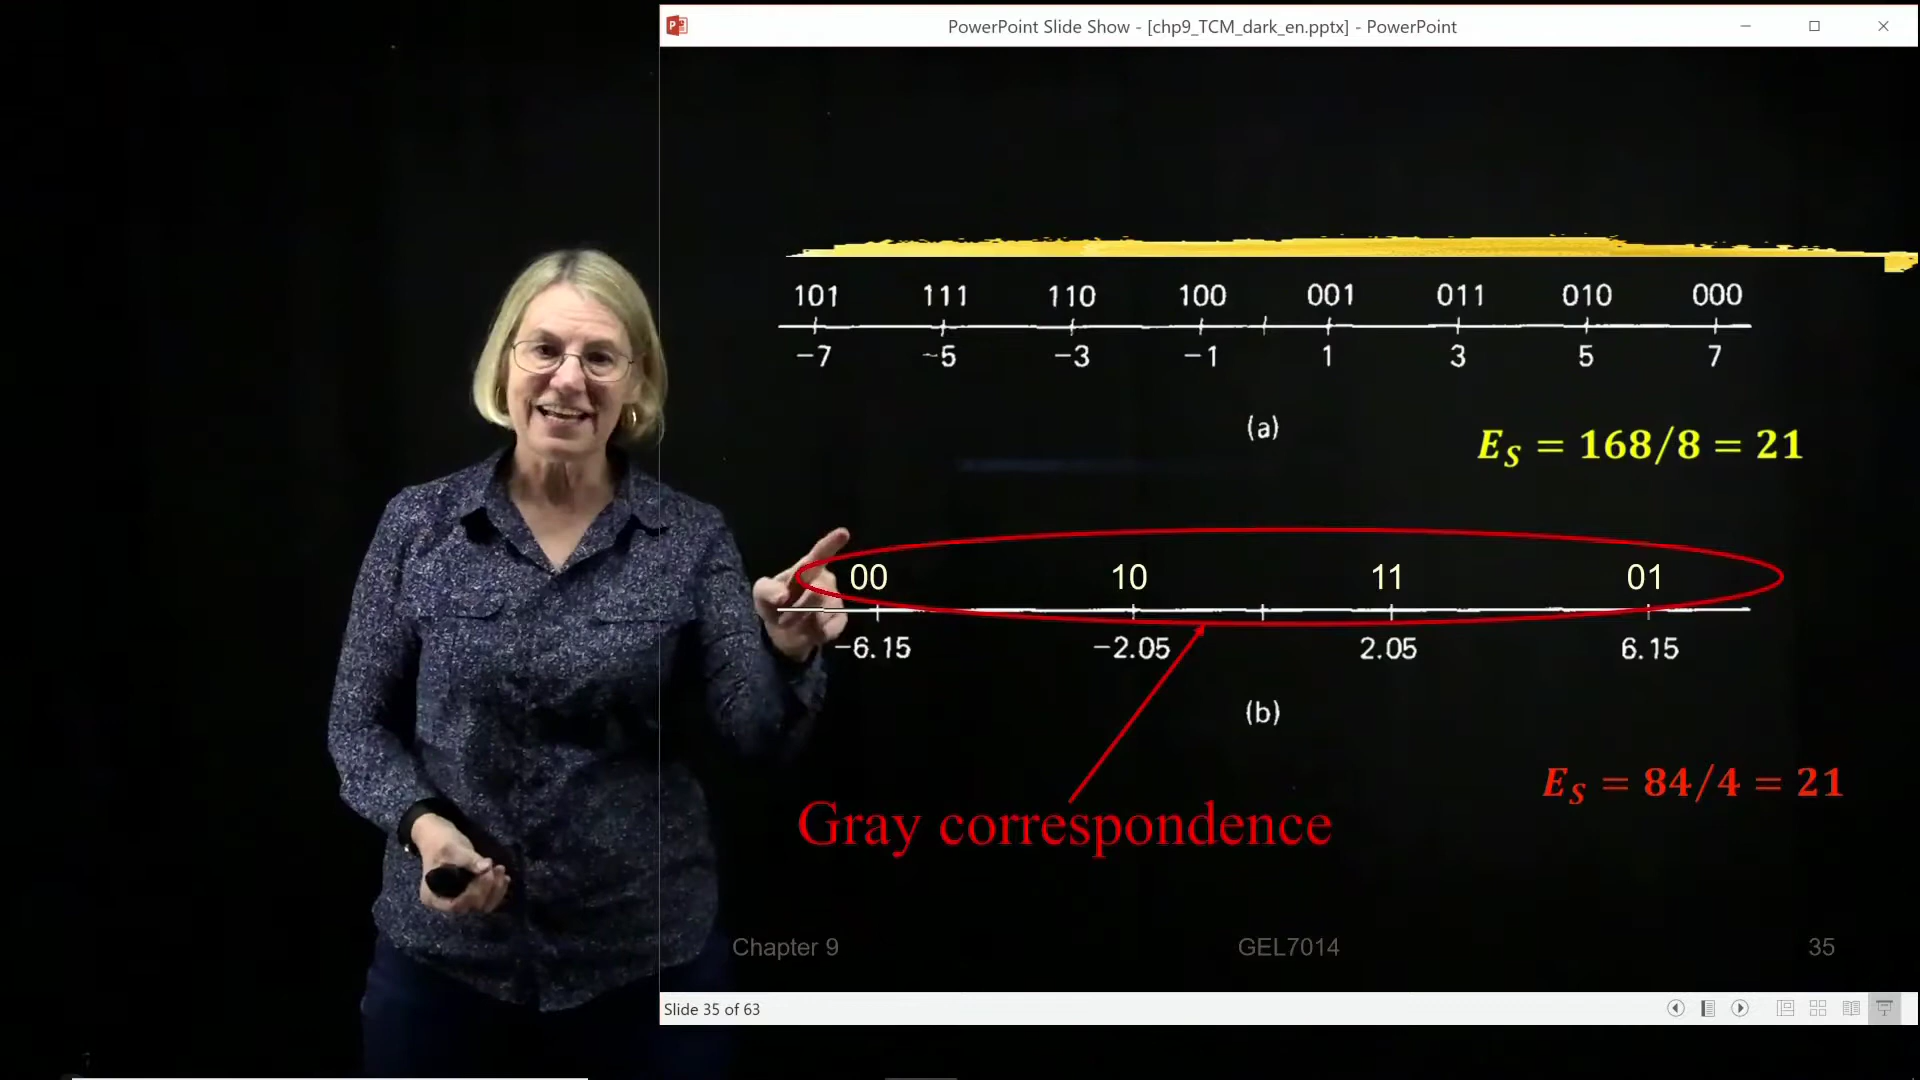 PowerPoint Slide Show - [chp9_TCM_dark_en.pptx] - PowerPoint
101 111 110 100 001 011 010 000
−7 −5 −3 −1 1 3 5 7
(a)
E_S = 168/8 = 21
00 10 11 01
−6.15 −2.05 2.05 6.15
(b)
E_S = 84/4 = 21
Gray correspondence
Chapter 9 GEL7014 35
Slide 35 of 63